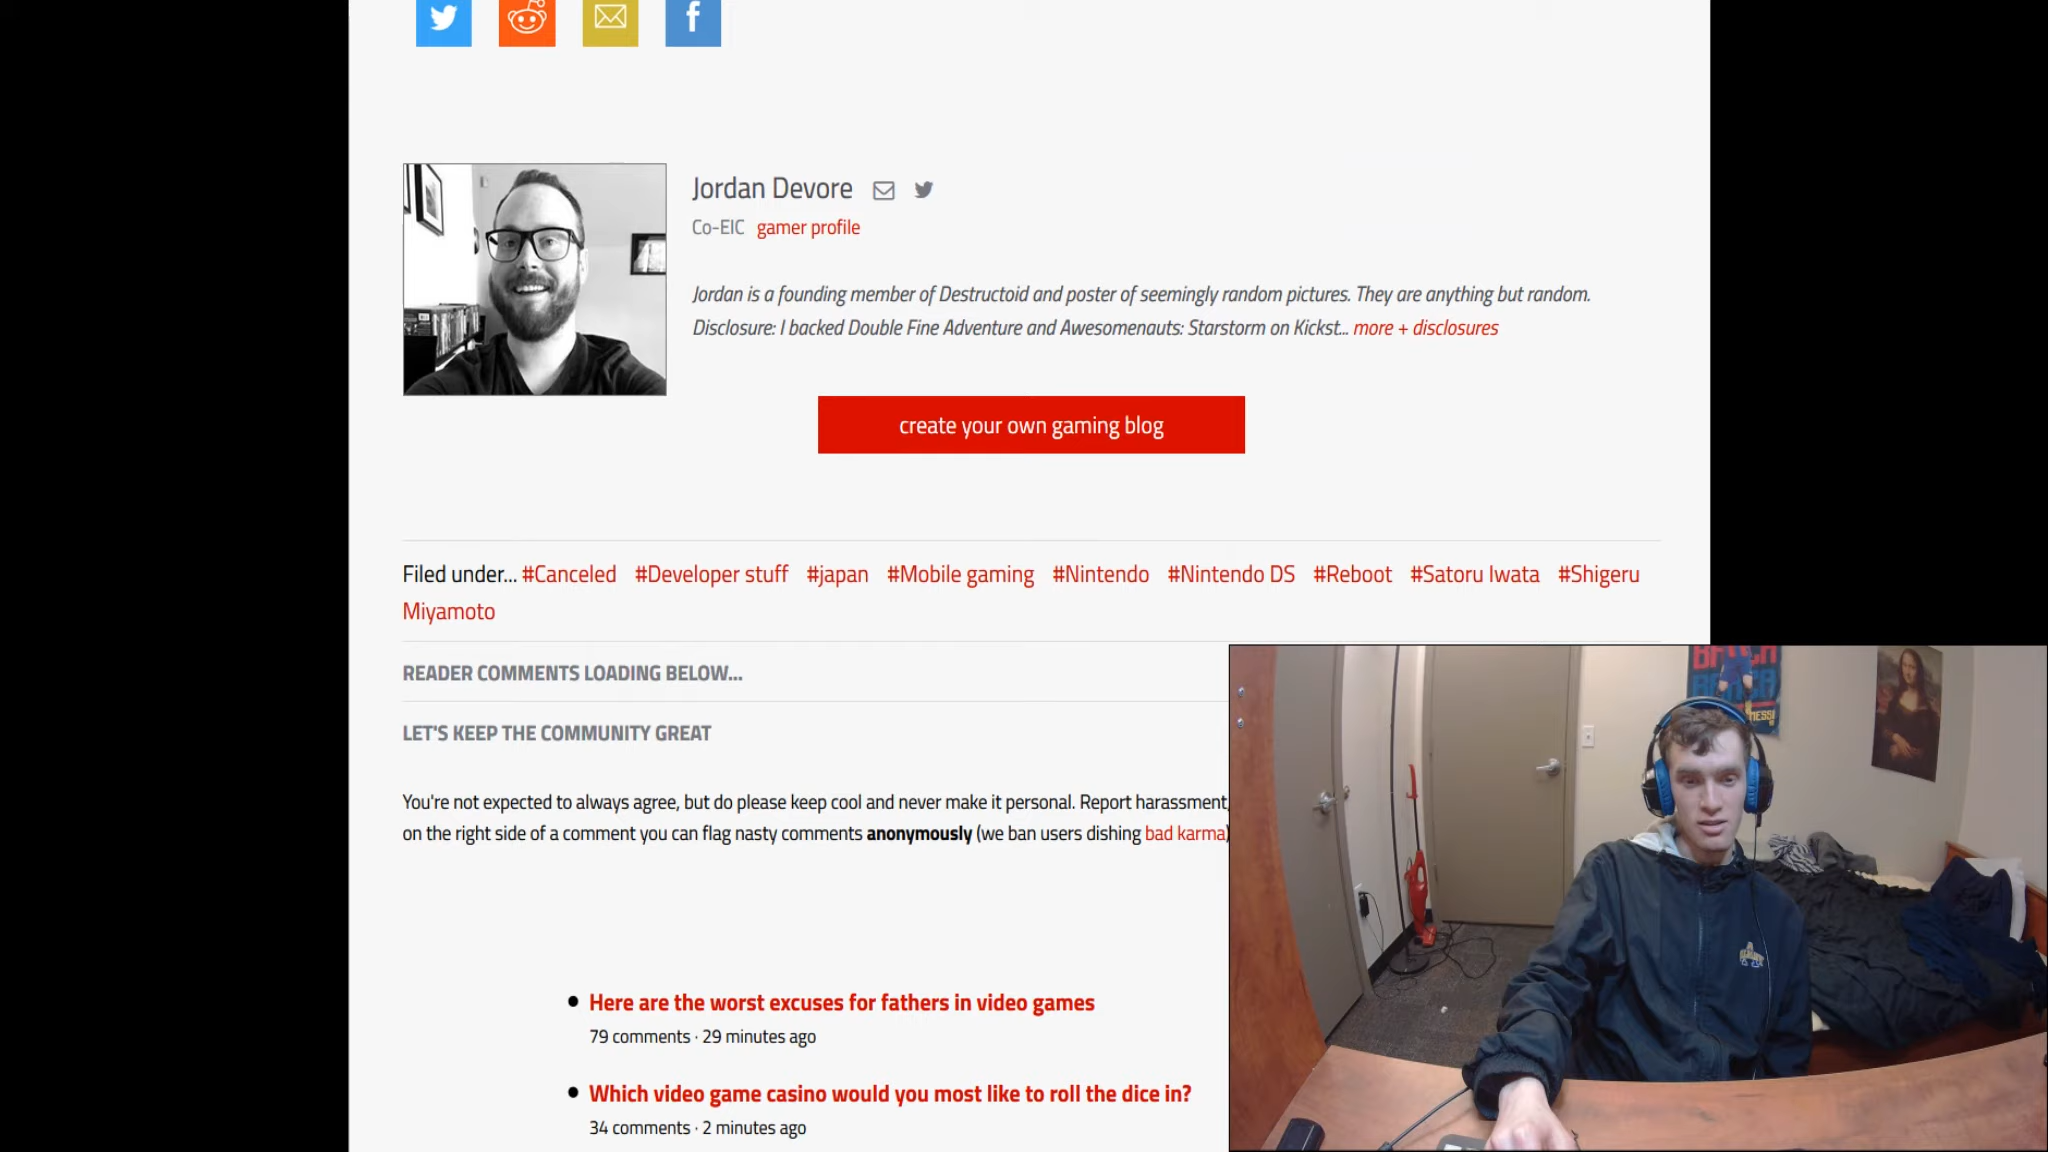 Jordan Devore
Co-EIC gamer profile
Jordan is a founding member of Destructoid and poster of seemingly random pictures. They are anything but random.
Disclosure: I backed Double Fine Adventure and Awesomenauts: Starstorm on Kickst... more + disclosures
create your own gaming blog
Filed under... #Canceled #Developer stuff #japan #Mobile gaming #Nintendo #Nintendo DS #Reboot #Satoru Iwata #Shigeru
Miyamoto
READER COMMENTS LOADING BELOW...
LET'S KEEP THE COMMUNITY GREAT
You're not expected to always agree, but do please keep cool and never make it personal. Report harassment,
on the right side of a comment you can flag nasty comments anonymously (we ban users dishing bad karma)
Here are the worst excuses for fathers in video games
79 comments · 29 minutes ago
Which video game casino would you most like to roll the dice in?
34 comments · 2 minutes ago
MESSI